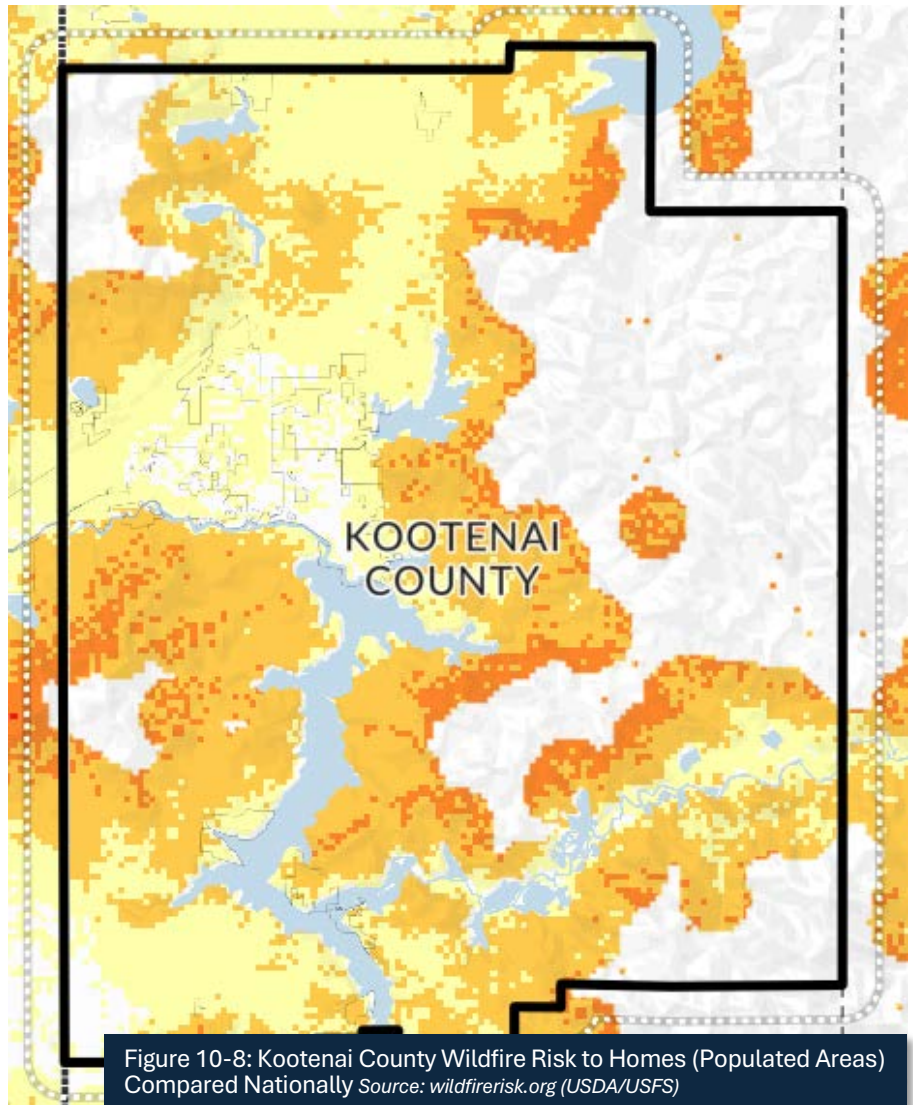 KOOTENAI
COUNTY
Figure 10-8: Kootenai County Wildfire Risk to Homes (Populated Areas)
Compared Nationally Source: wildfirerisk.org (USDA/USFS)